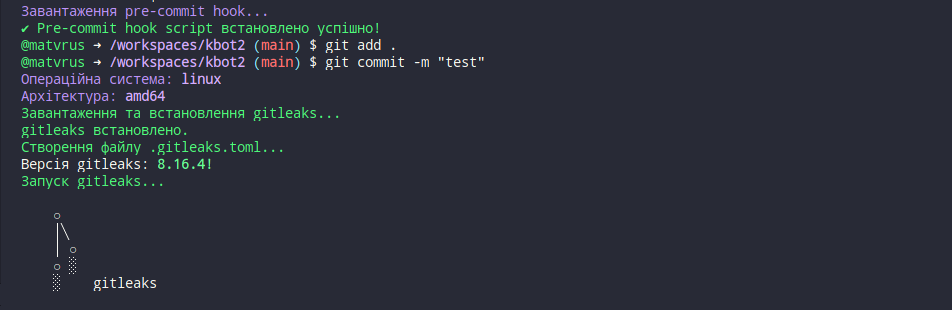 Завантаження pre-commit hook...
✔ Pre-commit hook script встановлено успішно!
@matvrus ➜ /workspaces/kbot2 (main) $ git add .
@matvrus ➜ /workspaces/kbot2 (main) $ git commit -m "test"
Операційна система: linux
Архітектура: amd64
Завантаження та встановлення gitleaks...
gitleaks встановлено.
Створення файлу .gitleaks.toml...
Версія gitleaks: 8.16.4!
Запуск gitleaks...
○
│╲
│ ○
○ ░
░    gitleaks